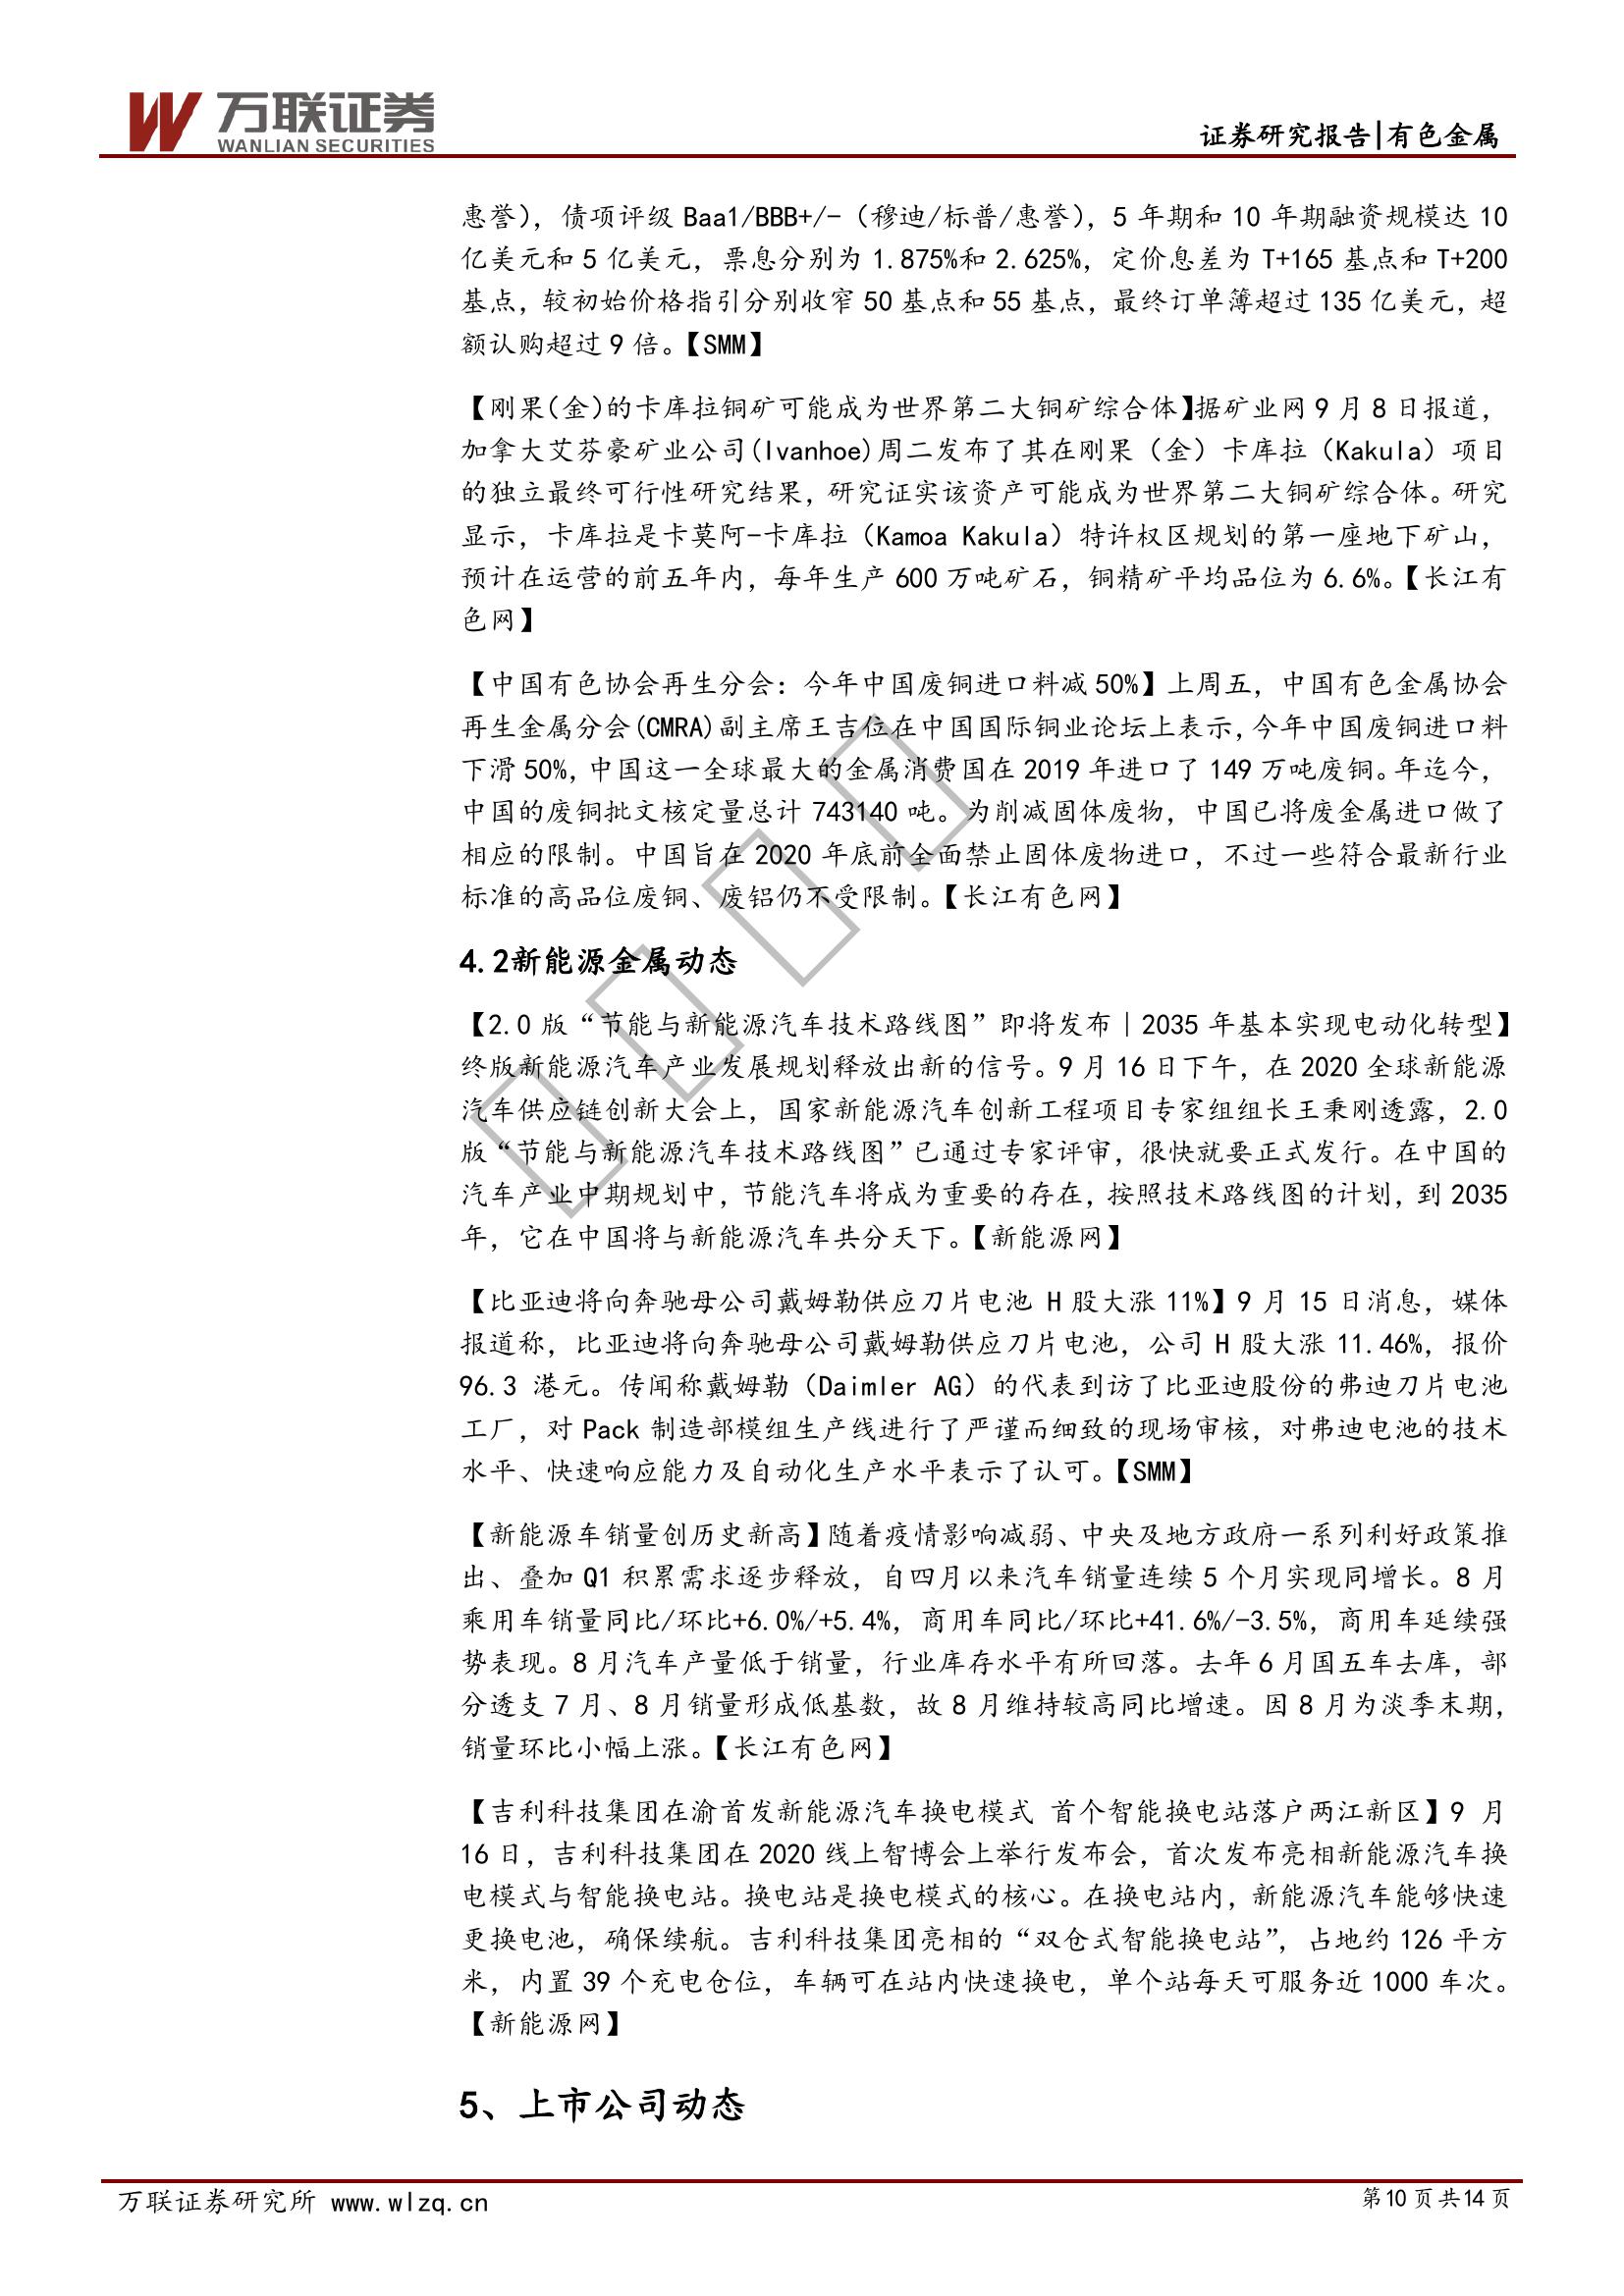 万联证券
WANLIAN SECURITIES
证券研究报告|有色金属
惠誉），债项评级 Baa1/BBB+/-（穆迪/标普/惠誉），5 年期和 10 年期融资规模达 10
亿美元和 5 亿美元，票息分别为 1.875%和 2.625%，定价息差为 T+165 基点和 T+200
基点，较初始价格指引分别收窄 50 基点和 55 基点，最终订单簿超过 135 亿美元，超
额认购超过 9 倍。【SMM】
【刚果(金)的卡库拉铜矿可能成为世界第二大铜矿综合体】据矿业网 9 月 8 日报道，
加拿大艾芬豪矿业公司(Ivanhoe)周二发布了其在刚果（金）卡库拉（Kakula）项目
的独立最终可行性研究结果，研究证实该资产可能成为世界第二大铜矿综合体。研究
显示，卡库拉是卡莫阿-卡库拉（Kamoa Kakula）特许权区规划的第一座地下矿山，
预计在运营的前五年内，每年生产 600 万吨矿石，铜精矿平均品位为 6.6%。【长江有
色网】
【中国有色协会再生分会：今年中国废铜进口料减 50%】上周五，中国有色金属协会
再生金属分会(CMRA)副主席王吉位在中国国际铜业论坛上表示，今年中国废铜进口料
下滑 50%，中国这一全球最大的金属消费国在 2019 年进口了 149 万吨废铜。年迄今，
中国的废铜批文核定量总计 743140 吨。为削减固体废物，中国已将废金属进口做了
相应的限制。中国旨在 2020 年底前全面禁止固体废物进口，不过一些符合最新行业
标准的高品位废铜、废铝仍不受限制。【长江有色网】
4.2新能源金属动态
【2.0 版“节能与新能源汽车技术路线图”即将发布｜2035 年基本实现电动化转型】
终版新能源汽车产业发展规划释放出新的信号。9 月 16 日下午，在 2020 全球新能源
汽车供应链创新大会上，国家新能源汽车创新工程项目专家组组长王秉刚透露，2.0
版“节能与新能源汽车技术路线图”已通过专家评审，很快就要正式发行。在中国的
汽车产业中期规划中，节能汽车将成为重要的存在，按照技术路线图的计划，到 2035
年，它在中国将与新能源汽车共分天下。【新能源网】
【比亚迪将向奔驰母公司戴姆勒供应刀片电池 H 股大涨 11%】9 月 15 日消息，媒体
报道称，比亚迪将向奔驰母公司戴姆勒供应刀片电池，公司 H 股大涨 11.46%，报价
96.3 港元。传闻称戴姆勒（Daimler AG）的代表到访了比亚迪股份的弗迪刀片电池
工厂，对 Pack 制造部模组生产线进行了严谨而细致的现场审核，对弗迪电池的技术
水平、快速响应能力及自动化生产水平表示了认可。【SMM】
【新能源车销量创历史新高】随着疫情影响减弱、中央及地方政府一系列利好政策推
出、叠加 Q1 积累需求逐步释放，自四月以来汽车销量连续 5 个月实现同增长。8 月
乘用车销量同比/环比+6.0%/+5.4%，商用车同比/环比+41.6%/-3.5%，商用车延续强
势表现。8 月汽车产量低于销量，行业库存水平有所回落。去年 6 月国五车去库，部
分透支 7 月、8 月销量形成低基数，故 8 月维持较高同比增速。因 8 月为淡季末期，
销量环比小幅上涨。【长江有色网】
【吉利科技集团在渝首发新能源汽车换电模式 首个智能换电站落户两江新区】9 月
16 日，吉利科技集团在 2020 线上智博会上举行发布会，首次发布亮相新能源汽车换
电模式与智能换电站。换电站是换电模式的核心。在换电站内，新能源汽车能够快速
更换电池，确保续航。吉利科技集团亮相的“双仓式智能换电站”，占地约 126 平方
米，内置 39 个充电仓位，车辆可在站内快速换电，单个站每天可服务近 1000 车次。
【新能源网】
5、上市公司动态
万联证券研究所 www.wlzq.cn
第 10 页 共 14 页